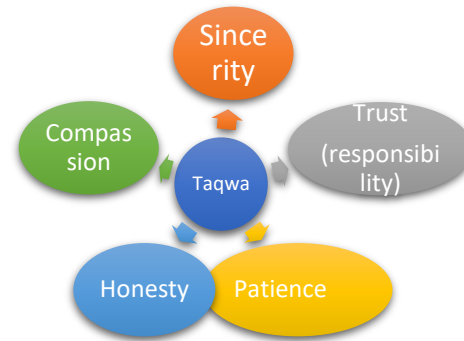 Since
rity
Compas
sion
Trust
(responsibi
lity)
Taqwa
Honesty
Patience